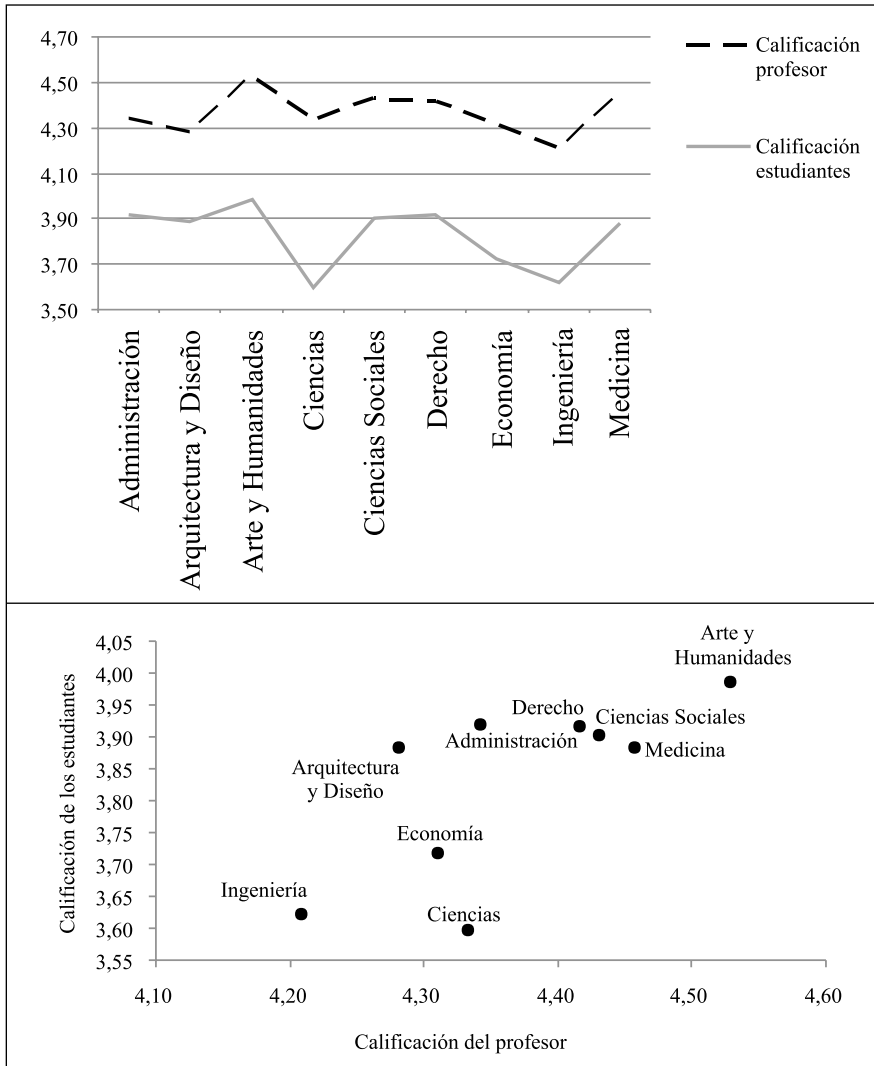 4,70
4,50
4,30
4,10
3,90
3,70
3,50
Calificación
profesor
Calificación
estudiantes
Administración
Arquitectura y Diseño
Arte y Humanidades
Ciencias
Ciencias Sociales
Derecho
Economía
Ingeniería
Medicina
Calificación de los estudiantes
4,05
4,00
3,95
3,90
3,85
3,80
3,75
3,70
3,65
3,60
3,55
Arte y
Humanidades
Derecho
Ciencias Sociales
Administración
Medicina
Arquitectura
y Diseño
Economía
Ingeniería
Ciencias
4,10
4,20
4,30
4,40
4,50
4,60
Calificación del profesor